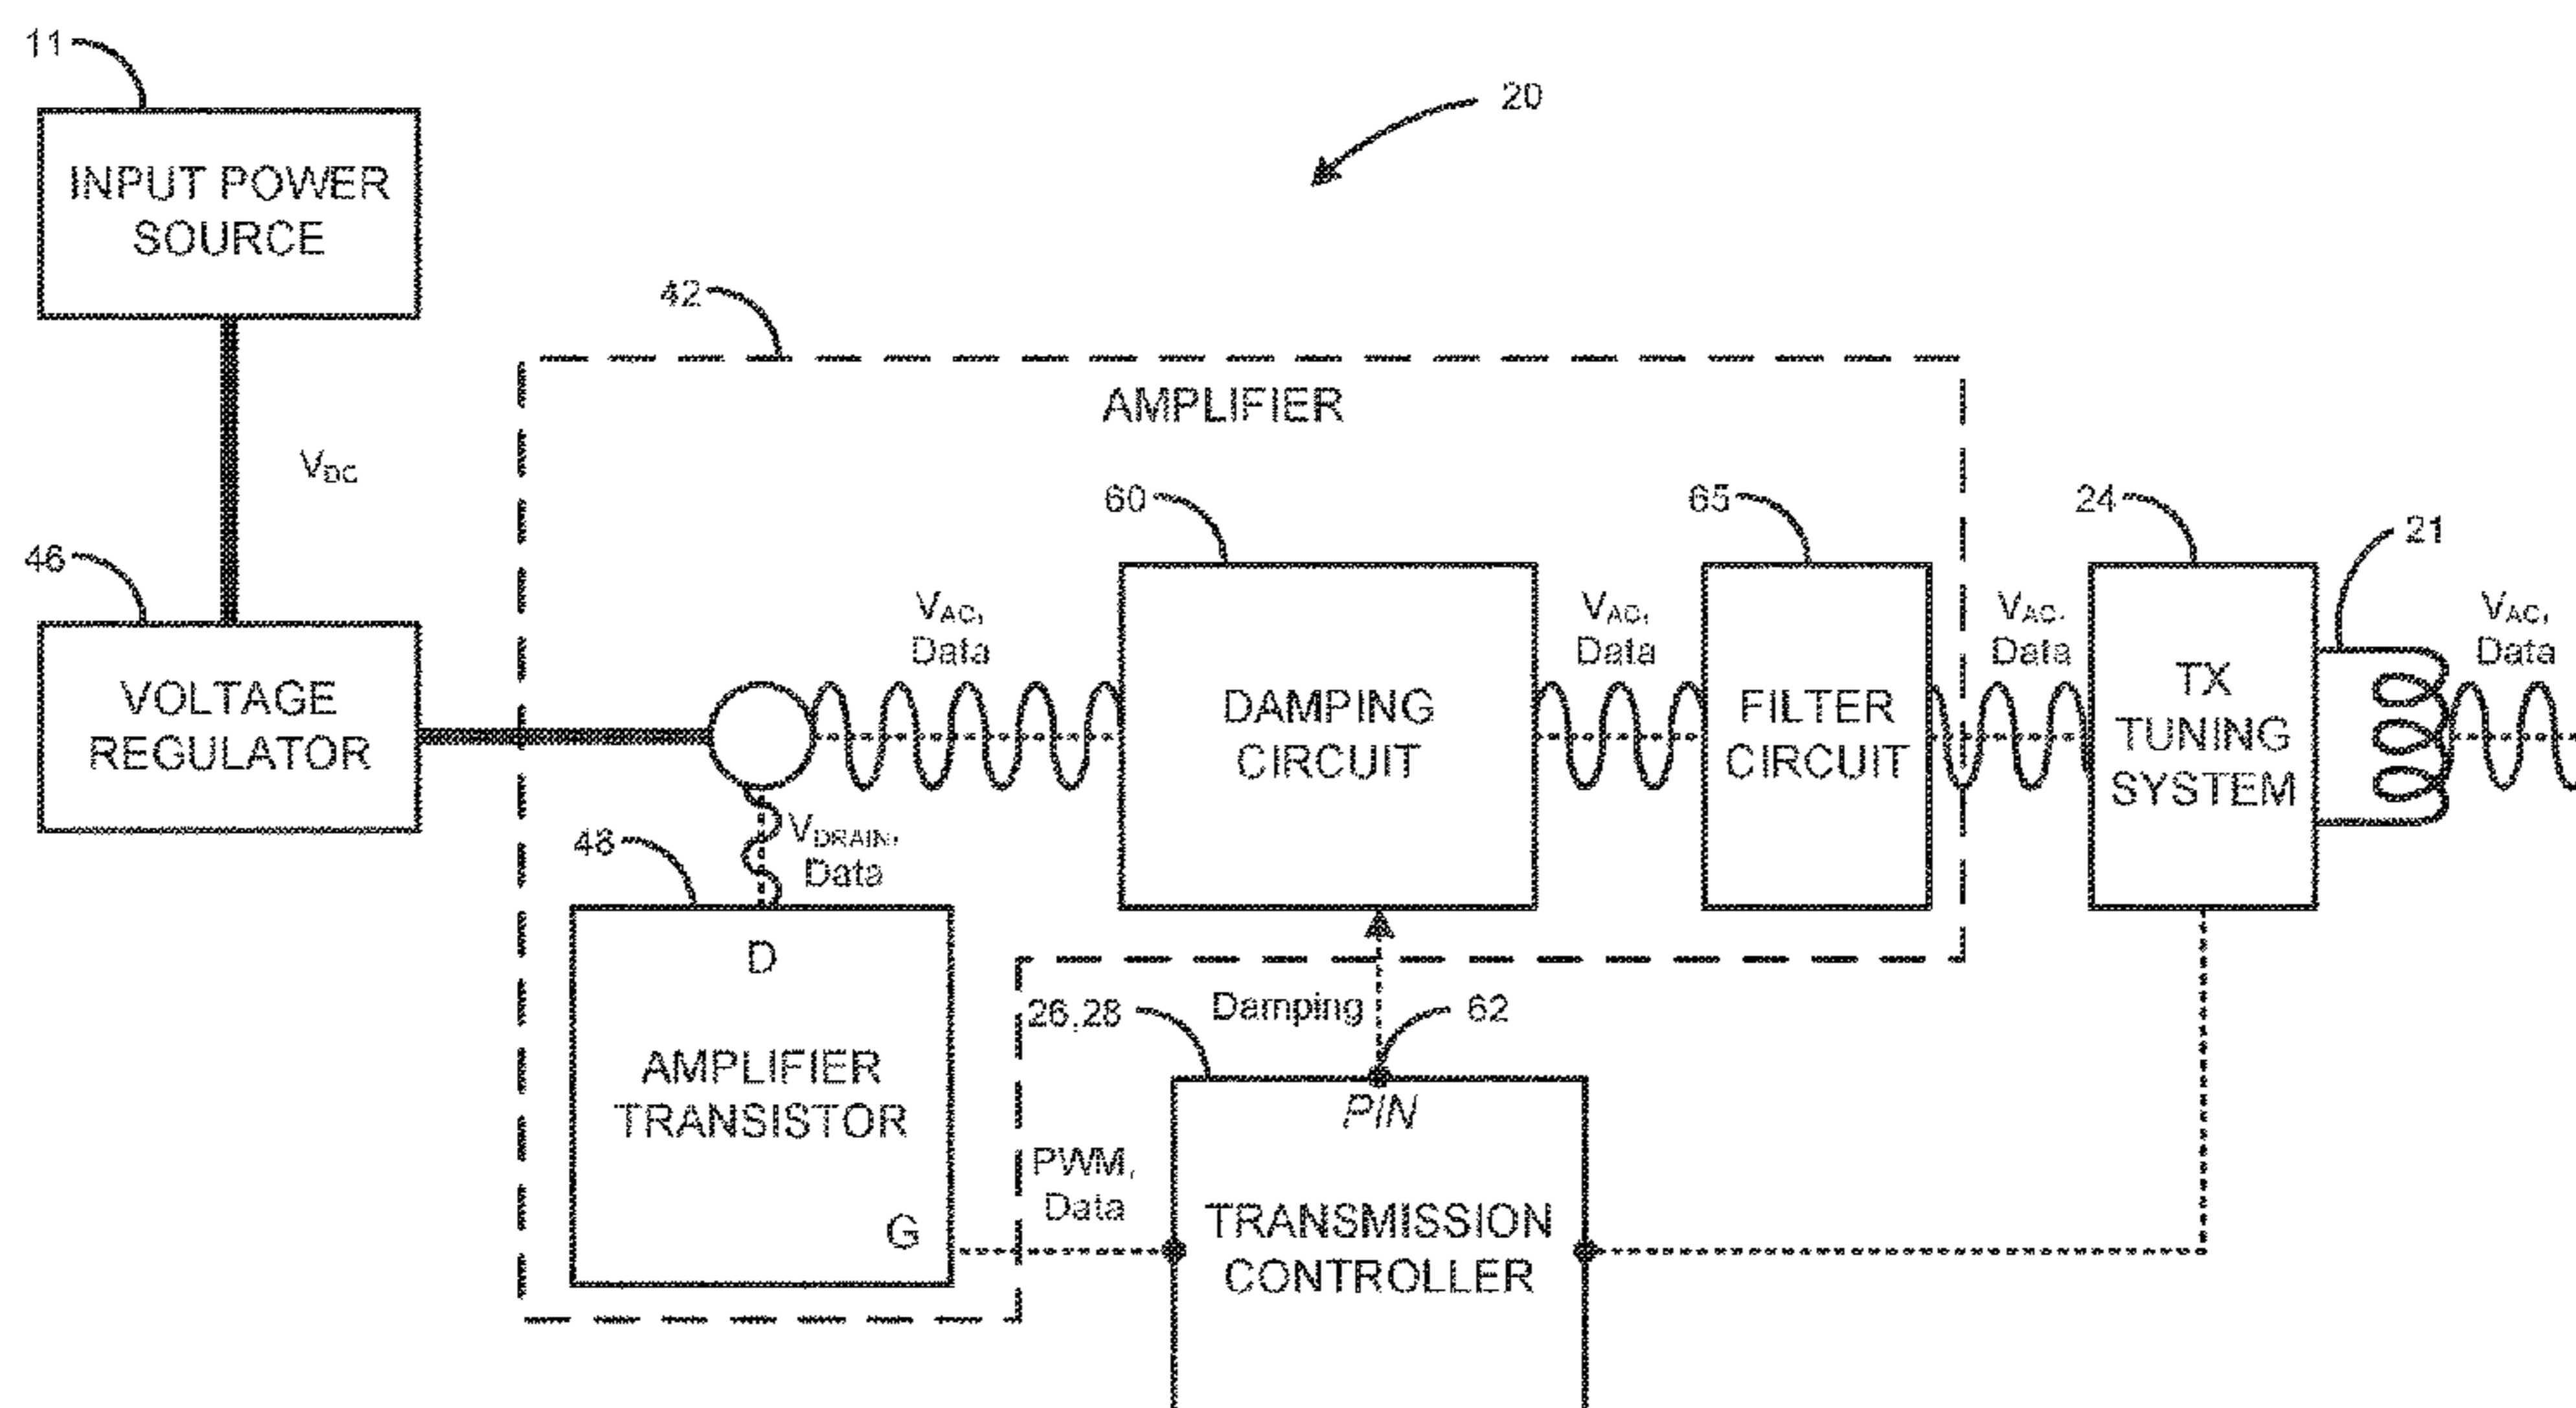 11
20
INPUT POWER
SOURCE
42
AMPLIFIER
VDC
60
65
24
21
46
VAC,
Data
VAC,
Data
VAC,
Data
VAC,
Data
VOLTAGE
REGULATOR
DAMPING
CIRCUIT
FILTER
CIRCUIT
TX
TUNING
SYSTEM
48
VDRAIN,
Data
D
26,28
Damping
62
AMPLIFIER
TRANSISTOR
PIN
PWM,
Data
G
TRANSMISSION
CONTROLLER